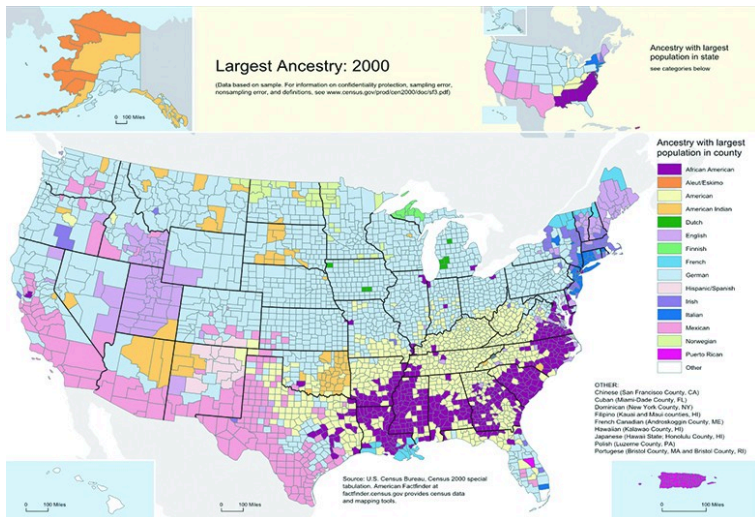 Largest Ancestry: 2000
(Data based on sample. For information on confidentiality protection, sampling error,
nonsampling error, and definitions, see www.census.gov/prod/cen2000/doc/sf3.pdf)
0 100 Miles
Ancestry with largest
population in state
see categories below
Ancestry with largest
population in county
African American
Aleut/Eskimo
American
American Indian
Dutch
English
Finnish
French
German
Hispanic/Spanish
Irish
Italian
Mexican
Norwegian
Puerto Rican
Other
OTHER:
Chinese (San Francisco County, CA)
Cuban (Miami-Dade County, FL)
Dominican (New York County, NY)
Filipino (Kauai and Maui counties, HI)
French Canadian (Androskoggin County, ME)
Hawaiian (Kalawao County, HI)
Japanese (Hawaii State; Honolulu County, HI)
Polish (Luzerne County, PA)
Portugese (Bristol County, MA and Bristol County, RI)
Source: U.S. Census Bureau, Census 2000 special
tabulation. American Factfinder at
factfinder.census.gov provides census data
and mapping tools.
0 100 Miles
0 100 Miles
0 100 Miles